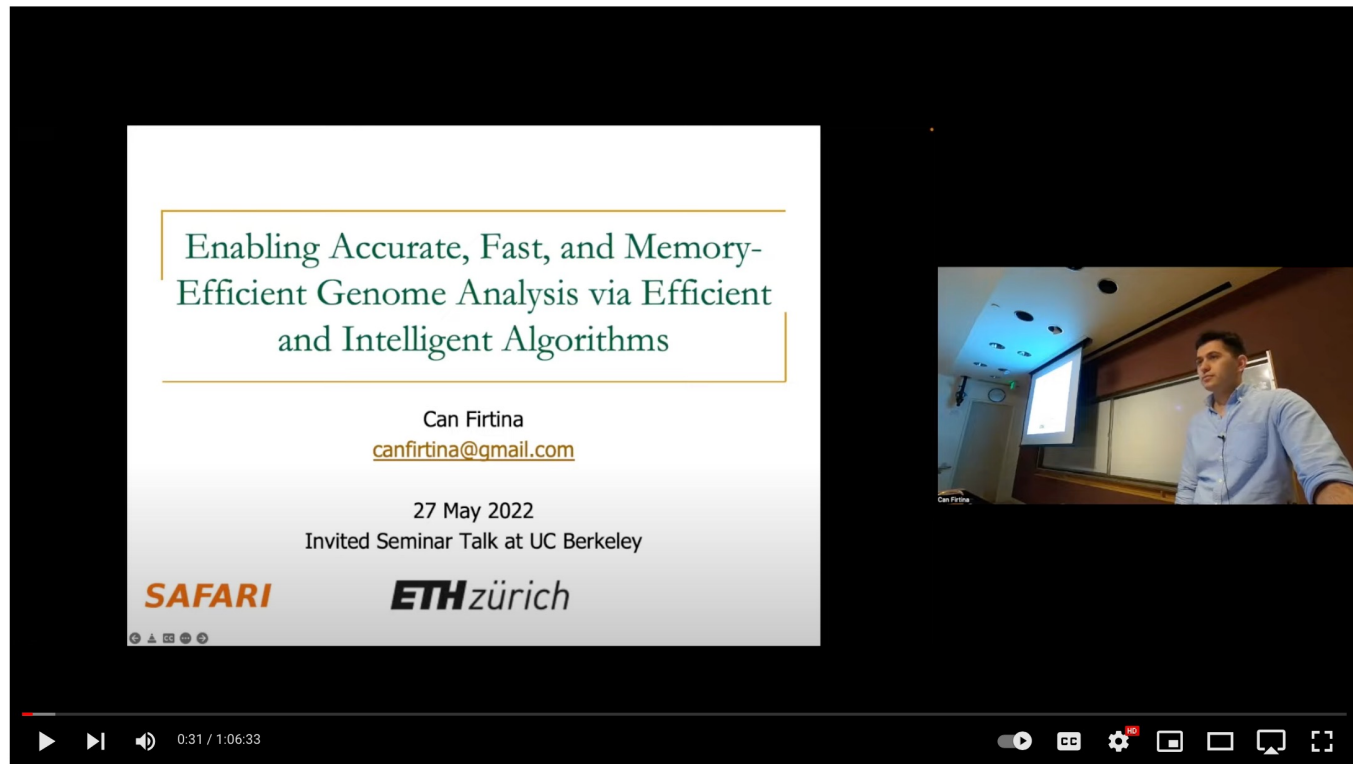 Enabling Accurate, Fast, and Memory-
Efficient Genome Analysis via Efficient
and Intelligent Algorithms
Can Firtina
canfirtina@gmail.com
27 May 2022
Invited Seminar Talk at UC Berkeley
SAFARI
ETH zürich
CC
Can Firtina
0:31 / 1:06:33
CC
HD